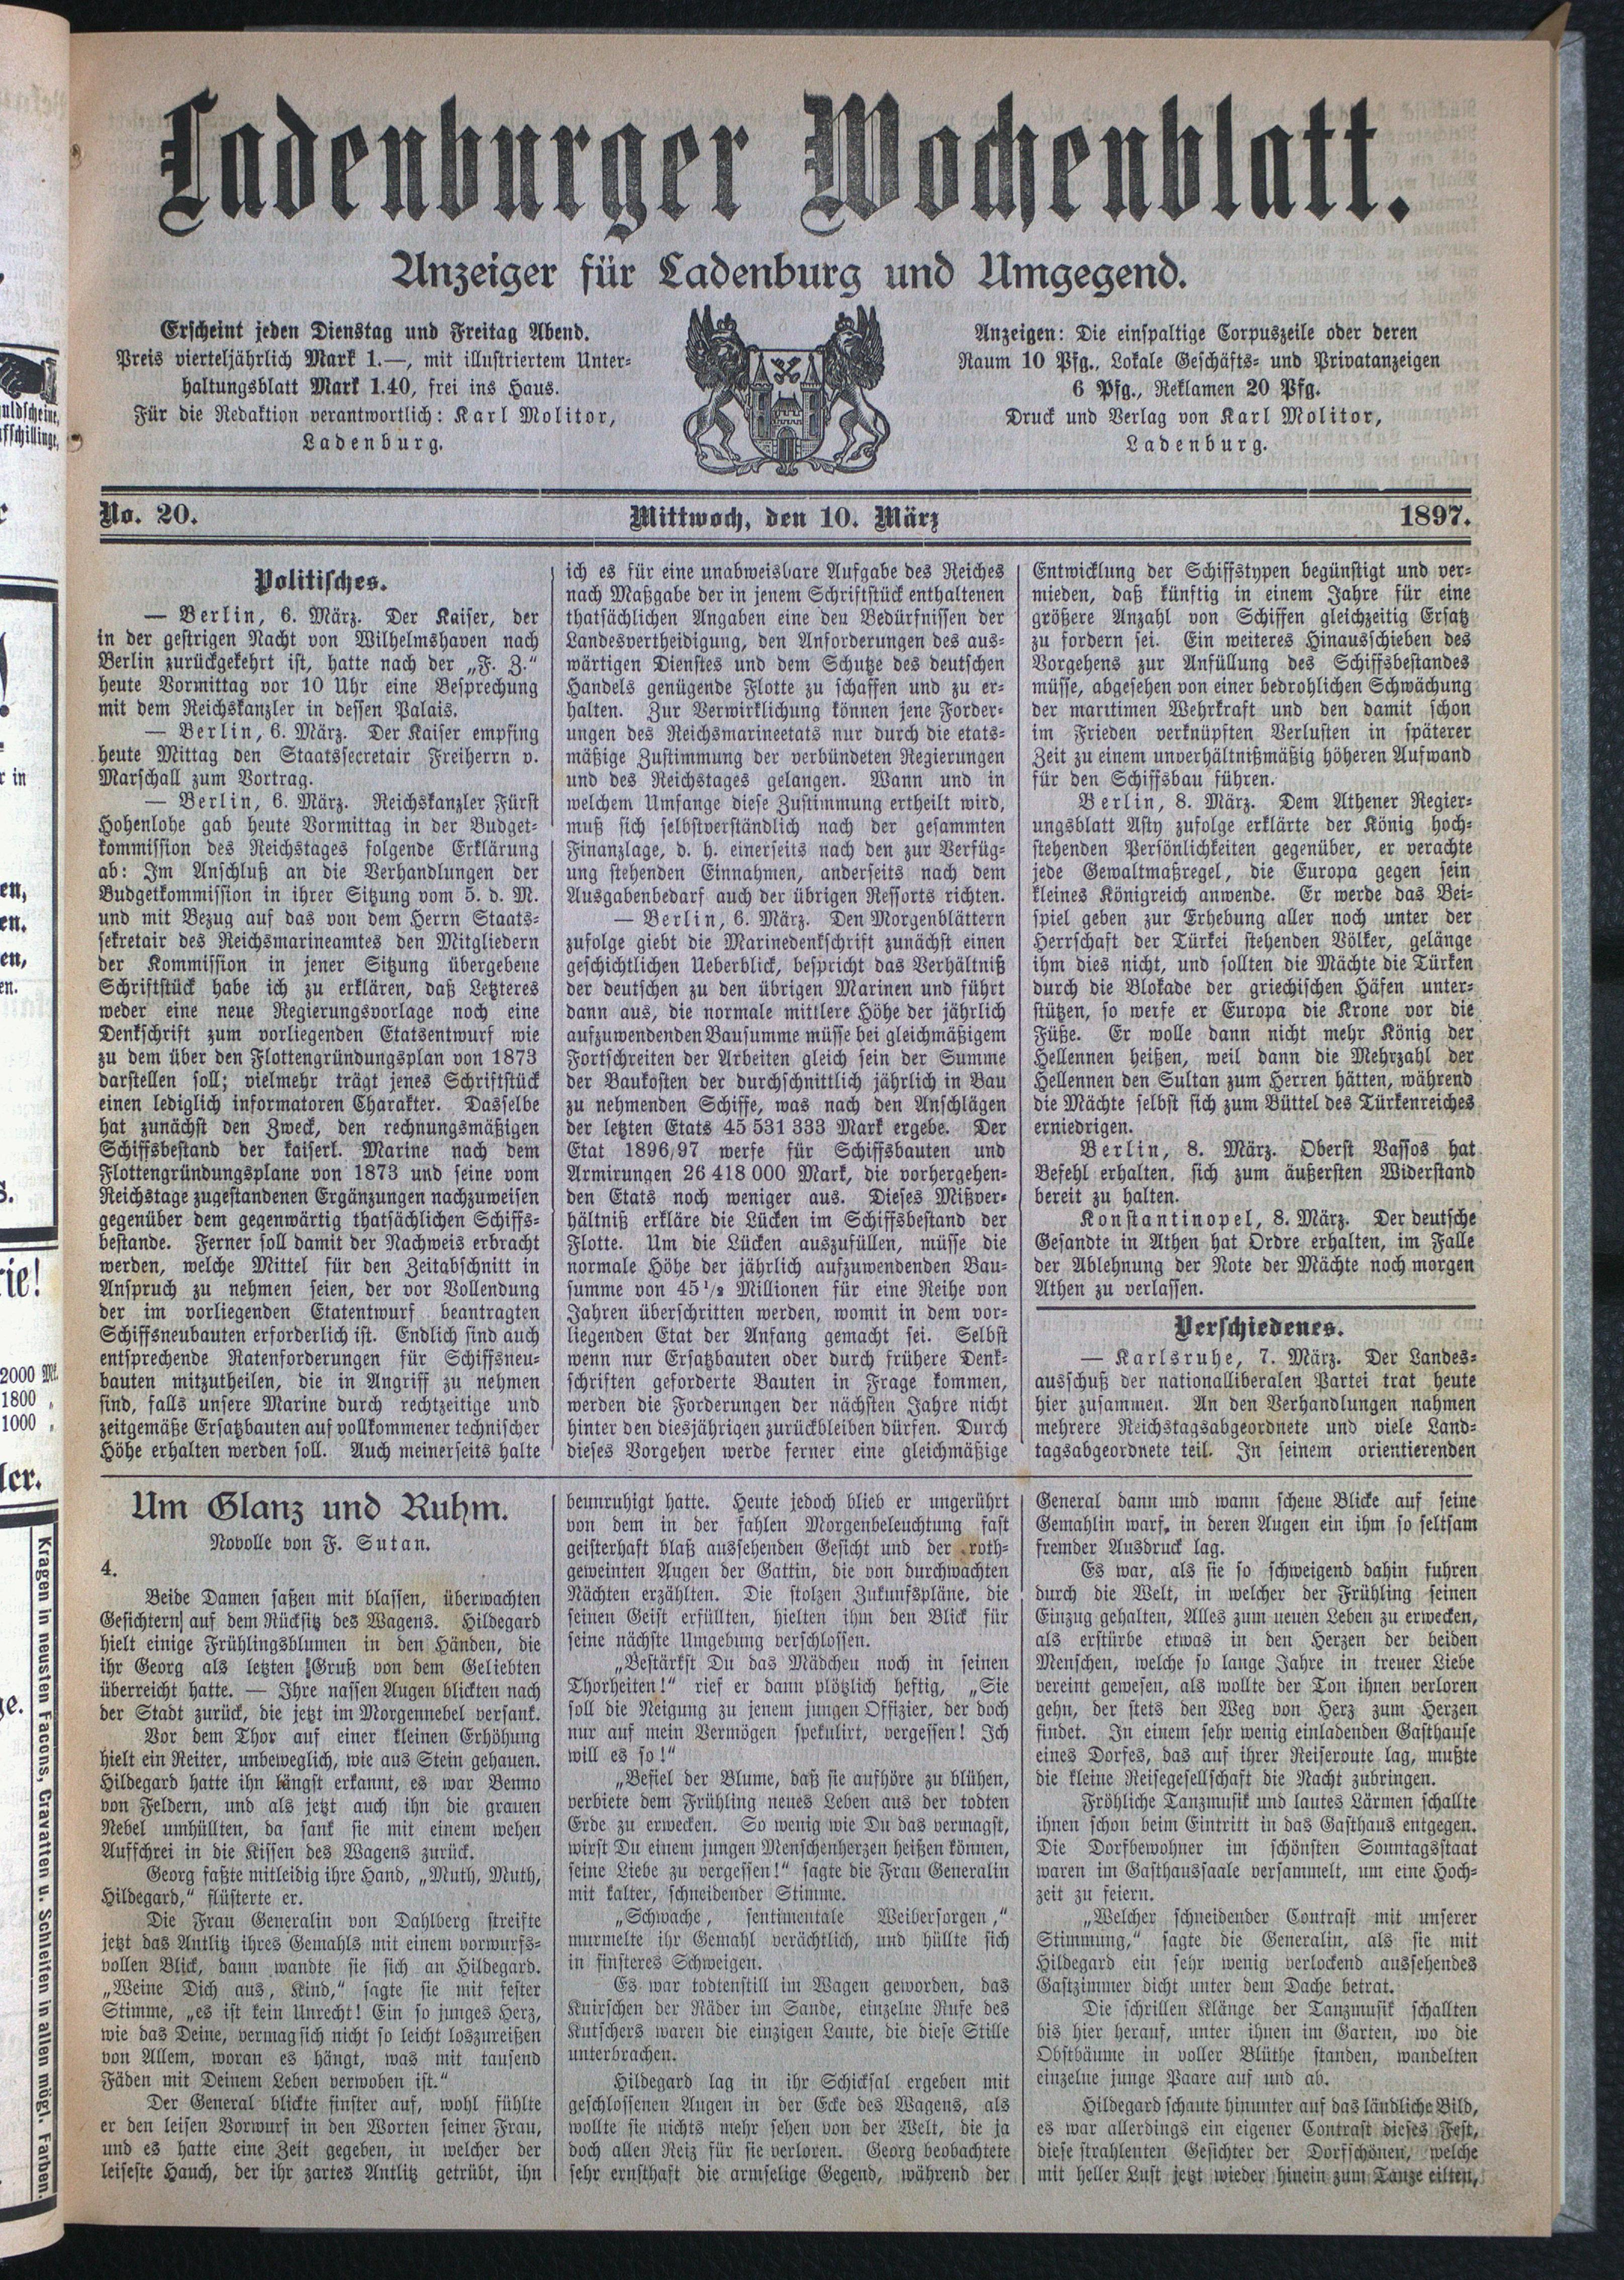 Ladenburger Wochenblatt.
Anzeiger für Ladenburg und Umgegend.
Erscheint jeden Dienstag und Freitag Abend.
Preis vierteljährlich Mark 1.—, mit illustriertem Unter-
haltungsblatt Mark 1.40, frei ins Haus.
Für die Redaktion verantwortlich: Karl Molitor,
Ladenburg.
Anzeigen: Die einspaltige Corpuszeile oder deren
Raum 10 Pfg., Lokale Geschäfts- und Privatanzeigen
6 Pfg., Reklamen 20 Pfg.
Druck und Verlag von Karl Molitor,
Ladenburg.
No. 20.
Mittwoch, den 10. März
1897.
Politisches.
— Berlin, 6. März. Der Kaiser, der
in der gestrigen Nacht von Wilhelmshaven nach
Berlin zurückgekehrt ist, hatte nach der „F. Z.“
heute Vormittag vor 10 Uhr eine Besprechung
mit dem Reichskanzler in dessen Palais.
— Berlin, 6. März. Der Kaiser empfing
heute Mittag den Staatssecretair Freiherrn v.
Marschall zum Vortrag.
— Berlin, 6. März. Reichskanzler Fürst
Hohenlohe gab heute Vormittag in der Budget-
kommission des Reichstages folgende Erklärung
ab: Im Anschluß an die Verhandlungen der
Budgetkommission in ihrer Sitzung vom 5. d. M.
und mit Bezug auf das von dem Herrn Staats-
sekretair des Reichsmarineamtes den Mitgliedern
der Kommission in jener Sitzung übergebene
Schriftstück habe ich zu erklären, daß Letzteres
weder eine neue Regierungsvorlage noch eine
Denkschrift zum vorliegenden Etatsentwurf wie
zu dem über den Flottengründungsplan von 1873
darstellen soll; vielmehr trägt jenes Schriftstück
einen lediglich informatoren Charakter. Dasselbe
hat zunächst den Zweck, den rechnungsmäßigen
Schiffsbestand der kaiserl. Marine nach dem
Flottengründungsplane von 1873 und seine vom
Reichstage zugestandenen Ergänzungen nachzuweisen
gegenüber dem gegenwärtig thatsächlichen Schiffs-
bestande. Ferner soll damit der Nachweis erbracht
werden, welche Mittel für den Zeitabschnitt in
Anspruch zu nehmen seien, der vor Vollendung
der im vorliegenden Etatentwurf beantragten
Schiffsneubauten erforderlich ist. Endlich sind auch
entsprechende Ratenforderungen für Schiffsneu-
bauten mitzutheilen, die in Angriff zu nehmen
sind, falls unsere Marine durch rechtzeitige und
zeitgemäße Ersatzbauten auf vollkommener technischer
Höhe erhalten werden soll. Auch meinerseits halte
ich es für eine unabweisbare Aufgabe des Reiches
nach Maßgabe der in jenem Schriftstück enthaltenen
thatsächlichen Angaben eine den Bedürfnissen der
Landesvertheidigung, den Anforderungen des aus-
wärtigen Dienstes und dem Schutze des deutschen
Handels genügende Flotte zu schaffen und zu er-
halten. Zur Verwirklichung können jene Forder-
ungen des Reichsmarineetats nur durch die etats-
mäßige Zustimmung der verbündeten Regierungen
und des Reichstages gelangen. Wann und in
welchem Umfange diese Zustimmung ertheilt wird,
muß sich selbstverständlich nach der gesammten
Finanzlage, d. h. einerseits nach den zur Verfüg-
ung stehenden Einnahmen, anderseits nach dem
Ausgabenbedarf auch der übrigen Ressorts richten.
— Berlin, 6. März. Den Morgenblättern
zufolge giebt die Marinedenkschrift zunächst einen
geschichtlichen Ueberblick, bespricht das Verhältniß
der deutschen zu den übrigen Marinen und führt
dann aus, die normale mittlere Höhe der jährlich
aufzuwendenden Bausumme müsse bei gleichmäßigem
Fortschreiten der Arbeiten gleich sein der Summe
der Baukosten der durchschnittlich jährlich in Bau
zu nehmenden Schiffe, was nach den Anschlägen
der letzten Etats 45 531 333 Mark ergebe. Der
Etat 1896/97 werfe für Schiffsbauten und
Armirungen 26 418 000 Mark, die vorhergehen-
den Etats noch weniger aus. Dieses Mißver-
hältniß erkläre die Lücken im Schiffsbestand der
Flotte. Um die Lücken auszufüllen, müsse die
normale Höhe der jährlich aufzuwendenden Bau-
summe von 45½ Millionen für eine Reihe von
Jahren überschritten werden, womit in dem vor-
liegenden Etat der Anfang gemacht sei. Selbst
wenn nur Ersatzbauten oder durch frühere Denk-
schriften geforderte Bauten in Frage kommen,
werden die Forderungen der nächsten Jahre nicht
hinter den diesjährigen zurückbleiben dürfen. Durch
dieses Vorgehen werde ferner eine gleichmäßige
Entwicklung der Schiffstypen begünstigt und ver-
mieden, daß künftig in einem Jahre für eine
größere Anzahl von Schiffen gleichzeitig Ersatz
zu fordern sei. Ein weiteres Hinausschieben des
Vorgehens zur Anfüllung des Schiffsbestandes
müsse, abgesehen von einer bedrohlichen Schwächung
der maritimen Wehrkraft und den damit schon
im Frieden verknüpften Verlusten in späterer
Zeit zu einem unverhältnißmäßig höheren Aufwand
für den Schiffsbau führen.
Berlin, 8. März. Dem Athener Regier-
ungsblatt Asty zufolge erklärte der König hoch-
stehenden Persönlichkeiten gegenüber, er verachte
jede Gewaltmaßregel, die Europa gegen sein
kleines Königreich anwende. Er werde das Bei-
spiel geben zur Erhebung aller noch unter der
Herrschaft der Türkei stehenden Völker, gelänge
ihm dies nicht, und sollten die Mächte die Türken
durch die Blokade der griechischen Häfen unter-
stützen, so werfe er Europa die Krone vor die
Füße. Er wolle dann nicht mehr König der
Hellennen heißen, weil dann die Mehrzahl der
Hellennen den Sultan zum Herren hätten, während
die Mächte selbst sich zum Büttel des Türkenreiches
erniedrigen.
Berlin, 8. März. Oberst Vassos hat
Befehl erhalten, sich zum äußersten Widerstand
bereit zu halten.
Konstantinopel, 8. März. Der deutsche
Gesandte in Athen hat Ordre erhalten, im Falle
der Ablehnung der Note der Mächte noch morgen
Athen zu verlassen.
Verschiedenes.
— Karlsruhe, 7. März. Der Landes-
ausschuß der nationalliberalen Partei trat heute
hier zusammen. An den Verhandlungen nahmen
mehrere Reichstagsabgeordnete und viele Land-
tagsabgeordnete teil. In seinem orientierenden
Um Glanz und Ruhm.
Novolle von F. Sutan.
4.
Beide Damen saßen mit blassen, überwachten
Gesichtern auf dem Rücksitz des Wagens. Hildegard
hielt einige Frühlingsblumen in den Händen, die
ihr Georg als letzten Gruß von dem Geliebten
überreicht hatte. — Ihre nassen Augen blickten nach
der Stadt zurück, die jetzt im Morgennebel versank.
Vor dem Thor auf einer kleinen Erhöhung
hielt ein Reiter, unbeweglich, wie aus Stein gehauen.
Hildegard hatte ihn längst erkannt, es war Benno
von Feldern, und als jetzt auch ihn die grauen
Nebel umhüllten, da sank sie mit einem wehen
Auffchrei in die Kissen des Wagens zurück.
Georg faßte mitleidig ihre Hand, „Muth, Muth,
Hildegard,“ flüsterte er.
Die Frau Generalin von Dahlberg streifte
jetzt das Antlitz ihres Gemahls mit einem vorwurfs-
vollen Blick, dann wandte sie sich an Hildegard.
„Weine Dich aus, Kind,“ sagte sie mit fester
Stimme, „es ist kein Unrecht! Ein so junges Herz,
wie das Deine, vermag sich nicht so leicht loszureißen
von Allem, woran es hängt, was mit tausend
Fäden mit Deinem Leben verwoben ist.“
Der General blickte finster auf, wohl fühlte
er den leisen Vorwurf in den Worten seiner Frau,
und es hatte eine Zeit gegeben, in welcher der
leiseste Hauch, der ihr zartes Antlitz getrübt, ihn
beunruhigt hatte. Heute jedoch blieb er ungerührt
von dem in der fahlen Morgenbeleuchtung fast
geisterhaft blaß aussehenden Gesicht und der roth-
geweinten Augen der Gattin, die von durchwachten
Nächten erzählten. Die stolzen Zukunfspläne, die
seinen Geist erfüllten, hielten ihm den Blick für
seine nächste Umgebung verschlossen.
„Bestärkst Du das Mädchen noch in seinen
Thorheiten!“ rief er dann plötzlich heftig, „Sie
soll die Neigung zu jenem jungen Offizier, der doch
nur auf mein Vermögen spekulirt, vergessen! Ich
will es so!“
„Befiel der Blume, daß sie aufhöre zu blühen,
verbiete dem Frühling neues Leben aus der todten
Erde zu erwecken. So wenig wie Du das vermagst,
wirst Du einem jungen Menschenherzen heißen können,
seine Liebe zu vergessen!“ sagte die Frau Generalin
mit kalter, schneidender Stimme.
„Schwache, sentimentale Weibersorgen,“
murmelte ihr Gemahl verächtlich, und hüllte sich
in finsteres Schweigen.
Es war todtenstill im Wagen geworden, das
Knirschen der Räder im Sande, einzelne Rufe des
Kutschers waren die einzigen Laute, die diese Stille
unterbrachen.
Hildegard lag in ihr Schicksal ergeben mit
geschlossenen Augen in der Ecke des Wagens, als
wollte sie nichts mehr sehen von der Welt, die ja
doch allen Reiz für sie verloren. Georg beobachtete
sehr ernsthaft die armselige Gegend, während der
General dann und wann scheue Blicke auf seine
Gemahlin warf, in deren Augen ein ihm so seltsam
fremder Ausdruck lag.
Es war, als sie so schweigend dahin fuhren
durch die Welt, in welcher der Frühling seinen
Einzug gehalten, Alles zum neuen Leben zu erwecken,
als erstürbe etwas in den Herzen der beiden
Menschen, welche so lange Jahre in treuer Liebe
vereint gewesen, als wollte der Ton ihnen verloren
gehn, der stets den Weg von Herz zum Herzen
findet. In einem sehr wenig einladenden Gasthause
eines Dorfes, das auf ihrer Reiseroute lag, mußte
die kleine Reisegesellschaft die Nacht zubringen.
Fröhliche Tanzmusik und lautes Lärmen schallte
ihnen schon beim Eintritt in das Gasthaus entgegen.
Die Dorfbewohner im schönsten Sonntagsstaat
waren im Gasthaussaale versammelt, um eine Hoch-
zeit zu feiern.
„Welcher schneidender Contrast mit unserer
Stimmung,“ sagte die Generalin, als sie mit
Hildegard ein sehr wenig verlockend aussehendes
Gastzimmer dicht unter dem Dache betrat.
Die schrillen Klänge der Tanzmusik schallten
bis hier herauf, unter ihnen im Garten, wo die
Obstbäume in voller Blüthe standen, wandelten
einzelne junge Paare auf und ab.
Hildegard schaute hinunter auf das ländliche Bild,
es war allerdings ein eigener Contrast dieses Fest,
diese strahlenten Gesichter der Dorfschönen, welche
mit heller Lust jetzt wieder hinein zum Tanze eilten,
Kragen in neusten Facons, Cravatten u. Schleifen in allen mögl. Farben.
2000 Mk.
1800 „
1000 „